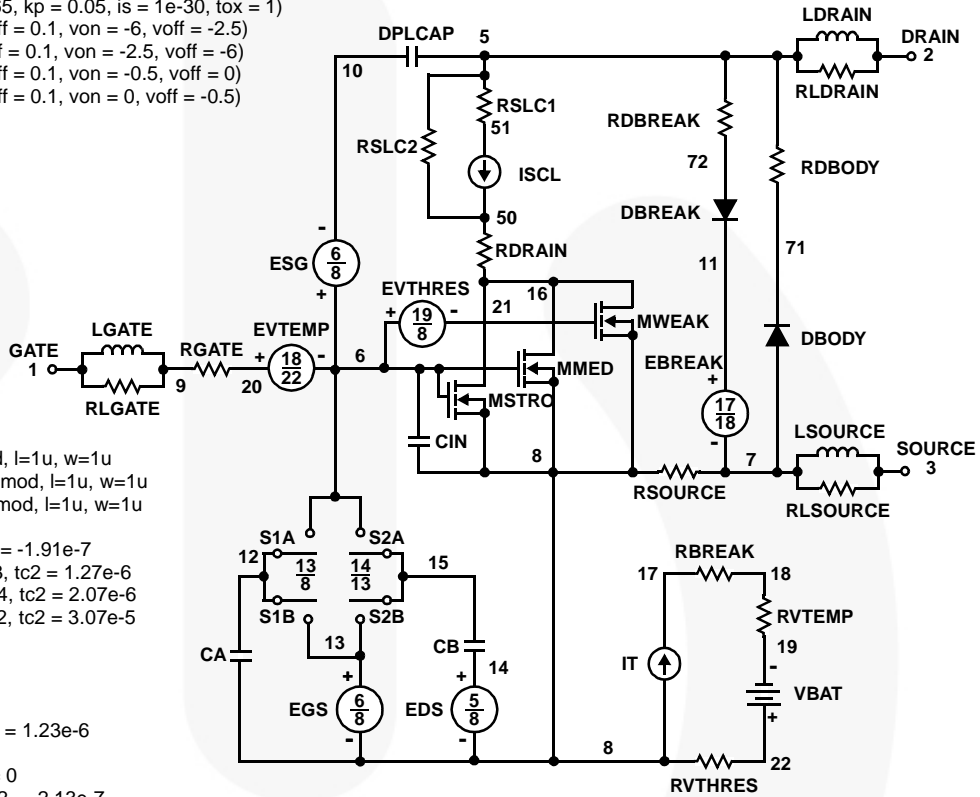 65, kp = 0.05, is = 1e-30, tox = 1)
ff = 0.1, von = -6, voff = -2.5)
f = 0.1, von = -2.5, voff = -6)
ff = 0.1, von = -0.5, voff = 0)
ff = 0.1, von = 0, voff = -0.5)
LDRAIN
DPLCAP
5
DRAIN
2
10
RLDRAIN
RSLC1
51
RDBREAK
RSLC2
72
RDBODY
ISCL
DBREAK
50
RDRAIN
71
ESG
6
8
11
EVTHRES
16
21
19
8
MWEAK
LGATE
EVTEMP
DBODY
GATE
1
RGATE
18
22
6
EBREAK
MMED
9
20
MSTRO
RLGATE
17
18
LSOURCE
CIN
8
SOURCE
3
7
d, l=1u, w=1u
mod, l=1u, w=1u
mod, l=1u, w=1u
RSOURCE
RLSOURCE
= -1.91e-7
S1A
S2A
12
13
8
14
13
15
RBREAK
17
18
3, tc2 = 1.27e-6
4, tc2 = 2.07e-6
2, tc2 = 3.07e-5
S1B
S2B
RVTEMP
13
CB
19
CA
14
IT
VBAT
EGS
6
8
EDS
5
8
= 1.23e-6
8
22
= 0
RVTHRES